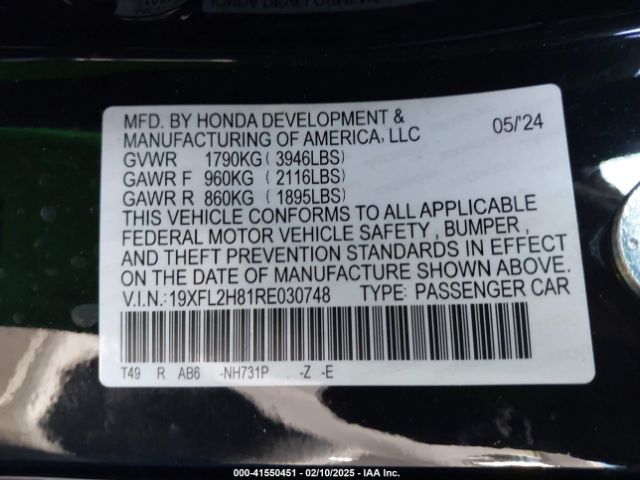 MFD. BY HONDA DEVELOPMENT &
MANUFACTURING OF AMERICA, LLC 05/'24
GVWR 1790KG ( 3946LBS)
GAWR F 960KG ( 2116LBS)
GAWR R 860KG ( 1895LBS)
THIS VEHICLE CONFORMS TO ALL APPLICABLE
FEDERAL MOTOR VEHICLE SAFETY , BUMPER ,
AND THEFT PREVENTION STANDARDS IN EFFECT
ON THE DATE OF MANUFACTURE SHOWN ABOVE.
V.I.N.:19XFL2H81RE030748 TYPE: PASSENGER CAR
T49 R AB6 -NH731P -Z -E
© - 41550451 - 02/10/2025 - IAA Inc.